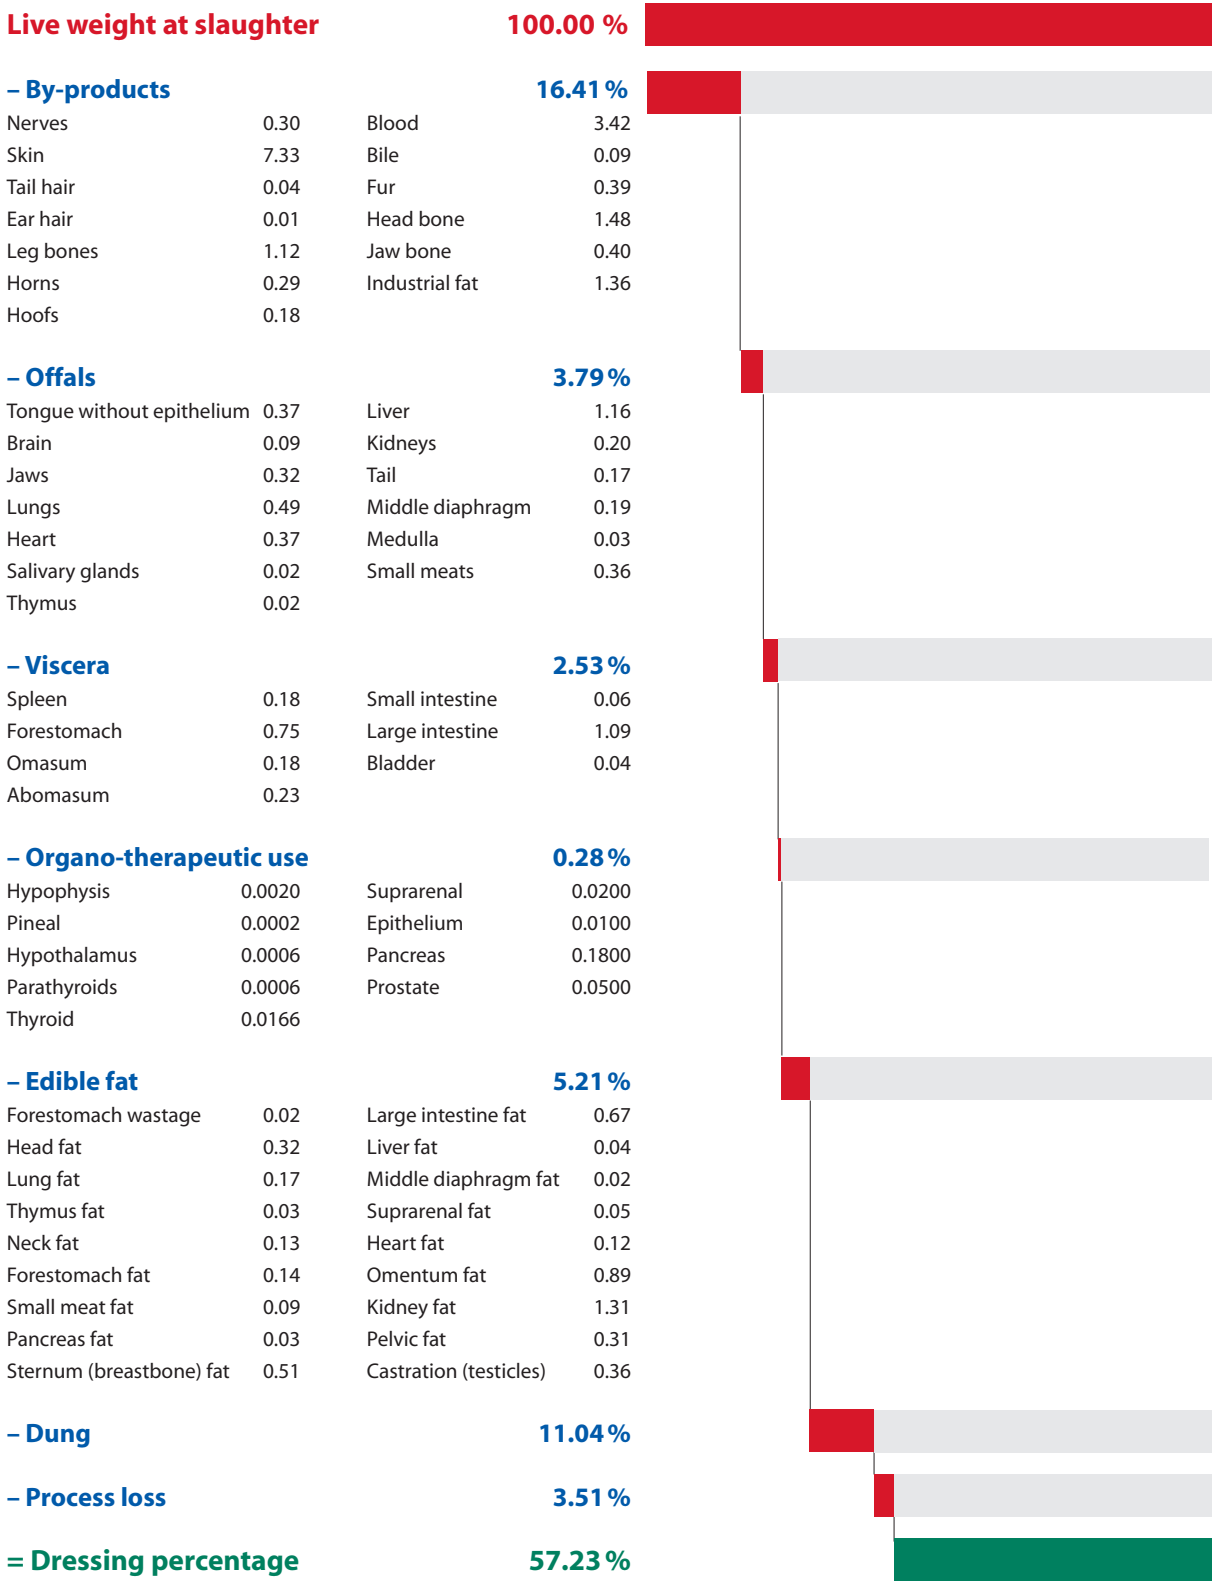 Live weight at slaughter 100.00 %
– By-products 16.41 %
Nerves 0.30 Blood 3.42
Skin 7.33 Bile 0.09
Tail hair 0.04 Fur 0.39
Ear hair 0.01 Head bone 1.48
Leg bones 1.12 Jaw bone 0.40
Horns 0.29 Industrial fat 1.36
Hoofs 0.18
– Offals 3.79 %
Tongue without epithelium 0.37 Liver 1.16
Brain 0.09 Kidneys 0.20
Jaws 0.32 Tail 0.17
Lungs 0.49 Middle diaphragm 0.19
Heart 0.37 Medulla 0.03
Salivary glands 0.02 Small meats 0.36
Thymus 0.02
– Viscera 2.53 %
Spleen 0.18 Small intestine 0.06
Forestomach 0.75 Large intestine 1.09
Omasum 0.18 Bladder 0.04
Abomasum 0.23
– Organo-therapeutic use 0.28 %
Hypophysis 0.0020 Suprarenal 0.0200
Pineal 0.0002 Epithelium 0.0100
Hypothalamus 0.0006 Pancreas 0.1800
Parathyroids 0.0006 Prostate 0.0500
Thyroid 0.0166
– Edible fat 5.21 %
Forestomach wastage 0.02 Large intestine fat 0.67
Head fat 0.32 Liver fat 0.04
Lung fat 0.17 Middle diaphragm fat 0.02
Thymus fat 0.03 Suprarenal fat 0.05
Neck fat 0.13 Heart fat 0.12
Forestomach fat 0.14 Omentum fat 0.89
Small meat fat 0.09 Kidney fat 1.31
Pancreas fat 0.03 Pelvic fat 0.31
Sternum (breastbone) fat 0.51 Castration (testicles) 0.36
– Dung 11.04 %
– Process loss 3.51 %
= Dressing percentage 57.23 %